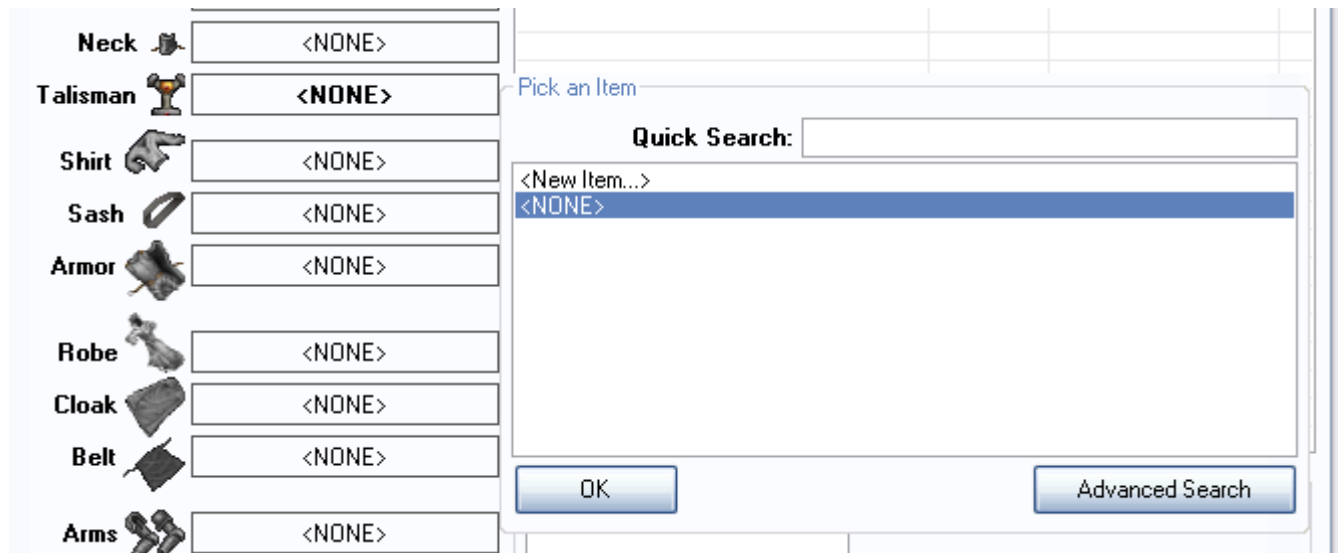 Neck <NONE>
Talisman <NONE>
Pick an Item
Quick Search:
Shirt <NONE>
<New Item...>
<NONE>
Sash <NONE>
Armor <NONE>
Robe <NONE>
Cloak <NONE>
Belt <NONE>
OK Advanced Search
Arms <NONE>